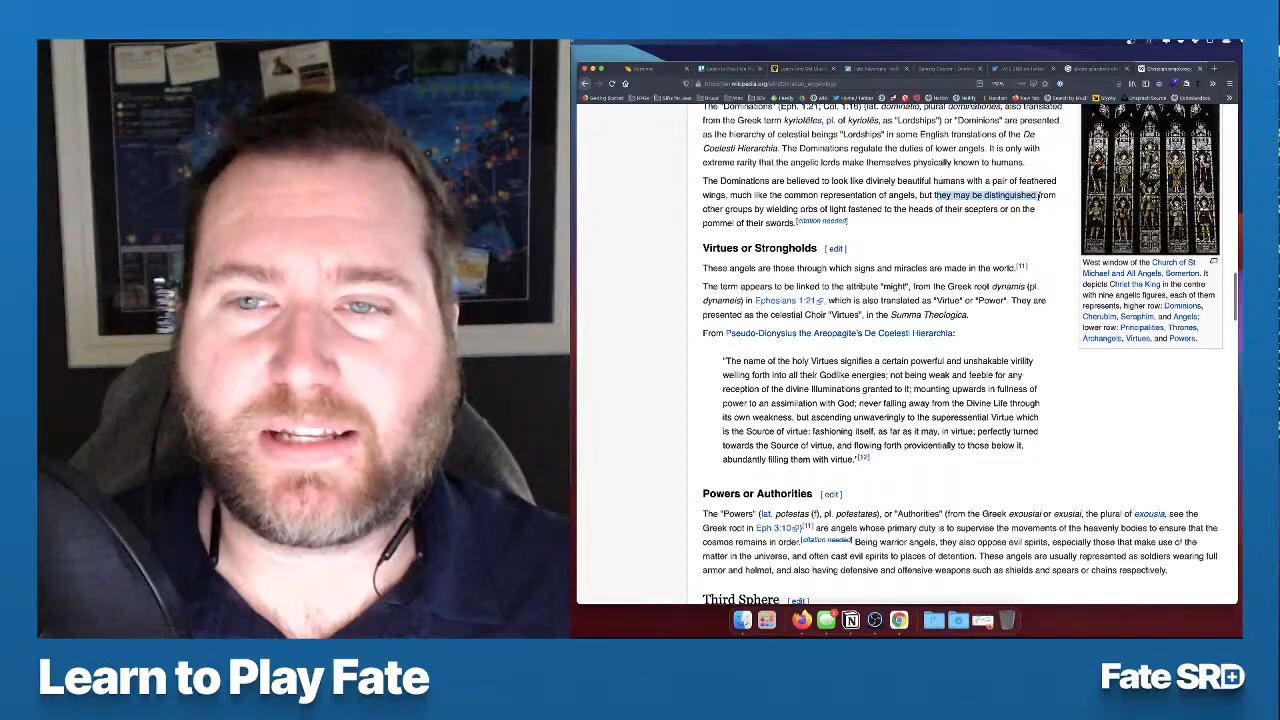 Christian angelology
https://en.wikipedia.org/wiki/Christian_angelology
Getting Started
The "Dominations" (Eph. 1:21; Col. 1:16) (lat. dominatio, plural dominationes, also translated
from the Greek term kyriotētes, pl. of kyriotēs, as "Lordships") or "Dominions" are presented
as the hierarchy of celestial beings "Lordships" in some English translations of the De
Coelesti Hierarchia. The Dominations regulate the duties of lower angels. It is only with
extreme rarity that the angelic lords make themselves physically known to humans.
The Dominations are believed to look like divinely beautiful humans with a pair of feathered
wings, much like the common representation of angels, but they may be distinguished from
other groups by wielding orbs of light fastened to the heads of their scepters or on the
pommel of their swords.[citation needed]
Virtues or Strongholds [ edit ]
These angels are those through which signs and miracles are made in the world.[11]
The term appears to be linked to the attribute "might", from the Greek root dynamis (pl.
dynameis) in Ephesians 1:21, which is also translated as "Virtue" or "Power". They are
presented as the celestial Choir "Virtues", in the Summa Theologica.
From Pseudo-Dionysius the Areopagite's De Coelesti Hierarchia:
"The name of the holy Virtues signifies a certain powerful and unshakable virility
welling forth into all their Godlike energies; not being weak and feeble for any
reception of the divine Illuminations granted to it; mounting upwards in fullness of
power to an assimilation with God; never falling away from the Divine Life through
its own weakness, but ascending unwaveringly to the superessential Virtue which
is the Source of virtue: fashioning itself, as far as it may, in virtue; perfectly turned
towards the Source of virtue, and flowing forth providentially to those below it,
abundantly filling them with virtue."[12]
West window of the Church of St
Michael and All Angels, Somerton. It
depicts Christ the King in the centre
with nine angelic figures, each of them
represents, higher row: Dominions,
Cherubim, Seraphim, and Angels;
lower row: Principalities, Thrones,
Archangels, Virtues, and Powers.
Powers or Authorities [ edit ]
The "Powers" (lat. potestas (f), pl. potestates), or "Authorities" (from the Greek exousiai or exusiai, the plural of exousia, see the
Greek root in Eph 3:10)[11] are angels whose primary duty is to supervise the movements of the heavenly bodies to ensure that the
cosmos remains in order.[citation needed] Being warrior angels, they also oppose evil spirits, especially those that make use of the
matter in the universe, and often cast evil spirits to places of detention. These angels are usually represented as soldiers wearing full
armor and helmet, and also having defensive and offensive weapons such as shields and spears or chains respectively.
Third Sphere [ edit ]
Learn to Play Fate
Fate SRD